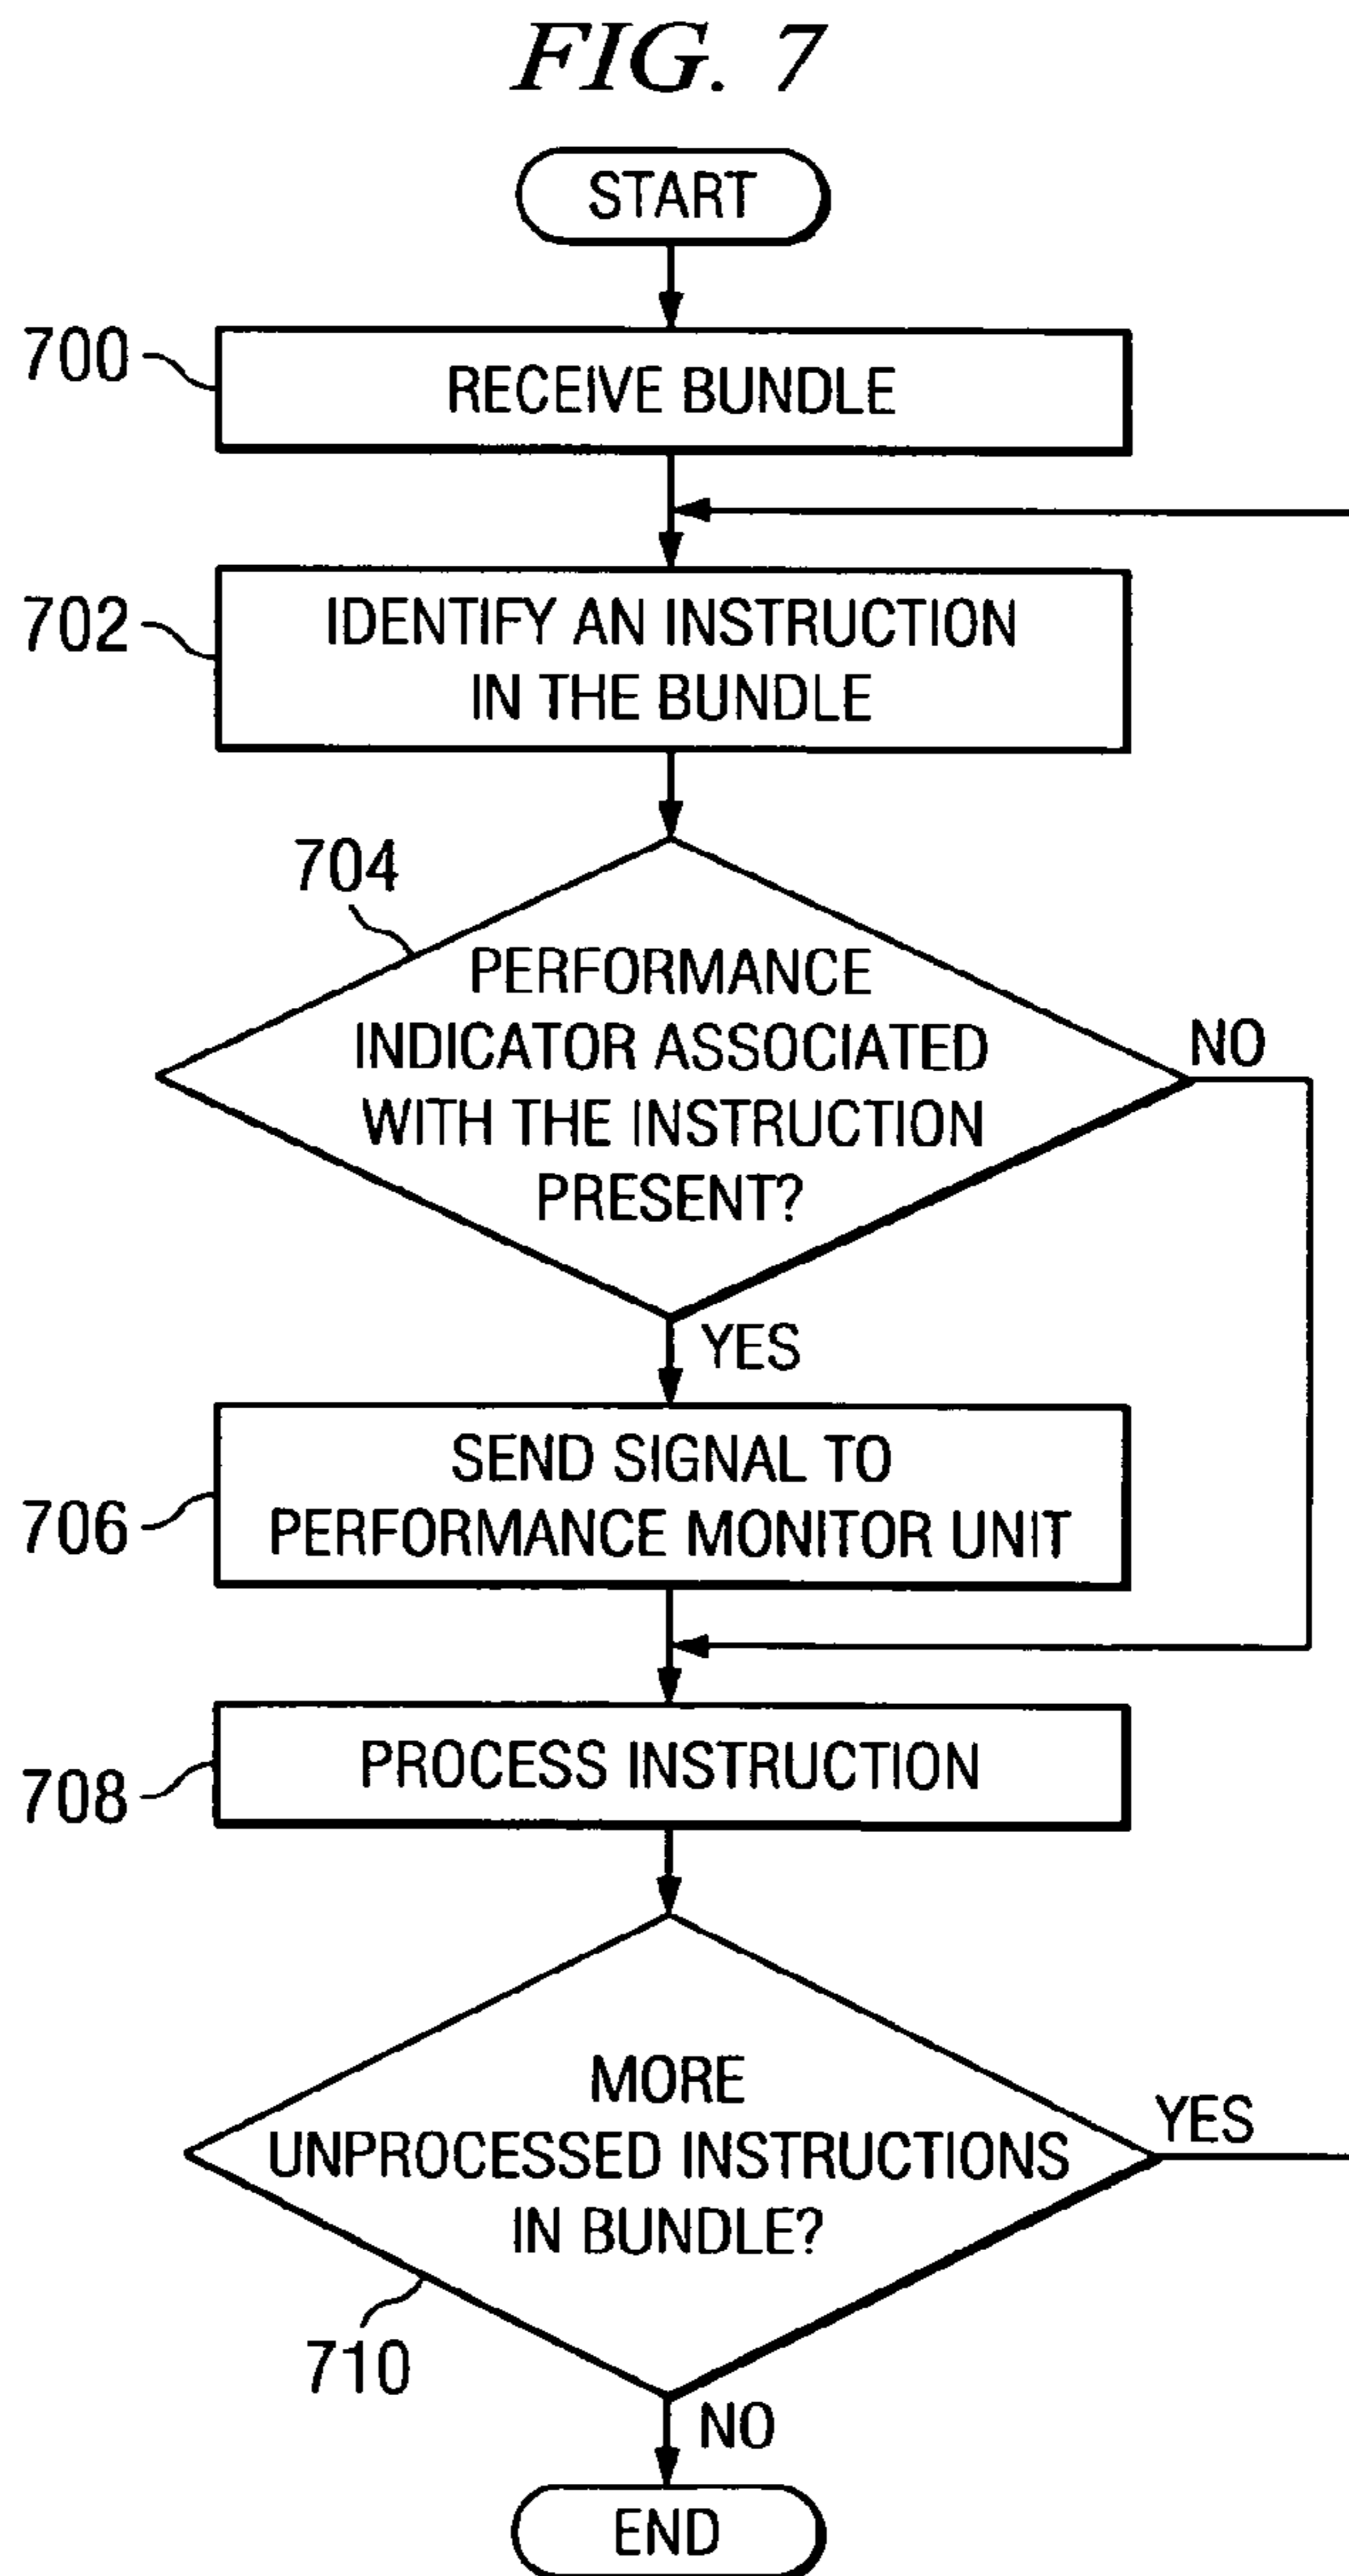 FIG. 7
START
700
RECEIVE BUNDLE
702
IDENTIFY AN INSTRUCTION
IN THE BUNDLE
704
PERFORMANCE
INDICATOR ASSOCIATED
WITH THE INSTRUCTION
PRESENT?
NO
YES
706
SEND SIGNAL TO
PERFORMANCE MONITOR UNIT
708
PROCESS INSTRUCTION
MORE
UNPROCESSED INSTRUCTIONS
IN BUNDLE?
YES
710
NO
END